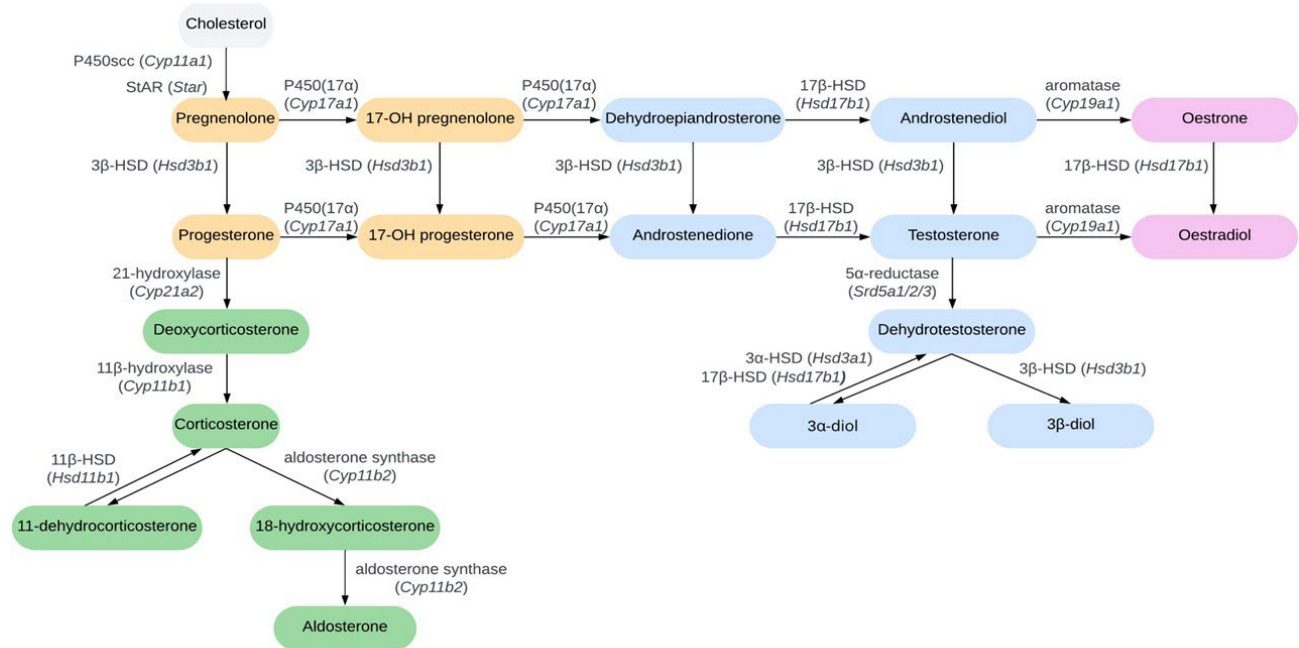 Cholesterol
P450scc (Cyp11a1)
StAR (Star)
P450(17α)
(Cyp17a1)
P450(17α)
(Cyp17a1)
17β-HSD
(Hsd17b1)
aromatase
(Cyp19a1)
Pregnenolone
17-OH pregnenolone
Dehydroepiandrosterone
Androstenediol
Oestrone
3β-HSD (Hsd3b1)
3β-HSD (Hsd3b1)
3β-HSD (Hsd3b1)
3β-HSD (Hsd3b1)
17β-HSD (Hsd17b1)
P450(17α)
(Cyp17a1)
P450(17α)
(Cyp17a1)
17β-HSD
(Hsd17b1)
aromatase
(Cyp19a1)
Progesterone
17-OH progesterone
Androstenedione
Testosterone
Oestradiol
21-hydroxylase
(Cyp21a2)
5α-reductase
(Srd5a1/2/3)
Deoxycorticosterone
Dehydrotestosterone
11β-hydroxylase
(Cyp11b1)
3α-HSD (Hsd3a1)
17β-HSD (Hsd17b1)
3β-HSD (Hsd3b1)
Corticosterone
3α-diol
3β-diol
11β-HSD
(Hsd11b1)
aldosterone synthase
(Cyp11b2)
11-dehydrocorticosterone
18-hydroxycorticosterone
aldosterone synthase
(Cyp11b2)
Aldosterone